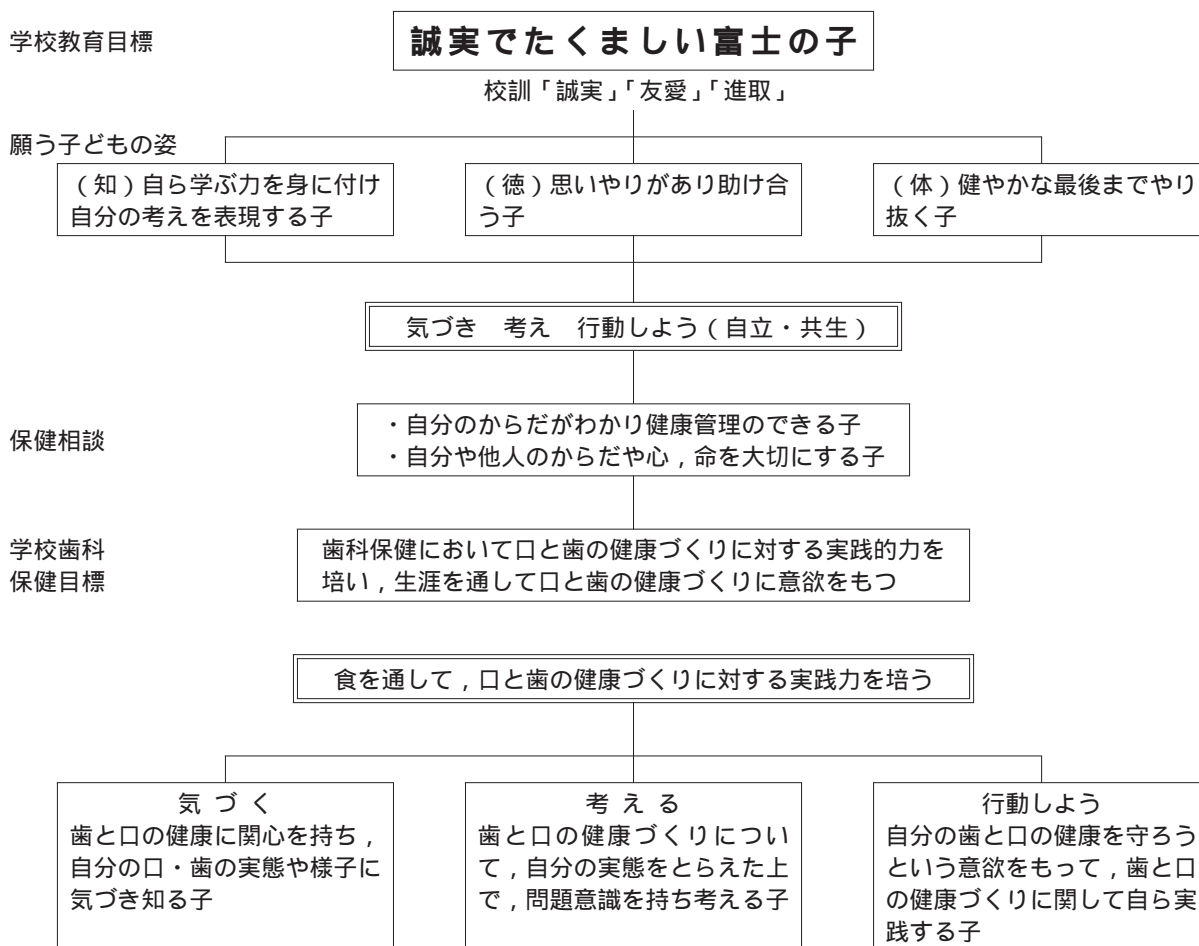 学校教育目標
誠実でたくましい富士の子
校訓「誠実」「友愛」「進取」
願う子どもの姿
（知）自ら学ぶ力を身に付け
自分の考えを表現する子
（徳）思いやりがあり助け合
う子
（体）健やかな最後までやり
抜く子
気づき　考え　行動しよう（自立・共生）
保健相談
・自分のからだがわかり健康管理のできる子
・自分や他人のからだや心，命を大切にする子
学校歯科
保健目標
歯科保健において口と歯の健康づくりに対する実践的力を
培い，生涯を通して口と歯の健康づくりに意欲をもつ
食を通して，口と歯の健康づくりに対する実践力を培う
気 づ く
歯と口の健康に関心を持ち，
自分の口・歯の実態や様子に
気づき知る子
考 え る
歯と口の健康づくりについ
て，自分の実態をとらえた上
で，問題意識を持ち考える子
行動しよう
自分の歯と口の健康を守ろう
という意欲をもって，歯と口
の健康づくりに関して自ら実
践する子